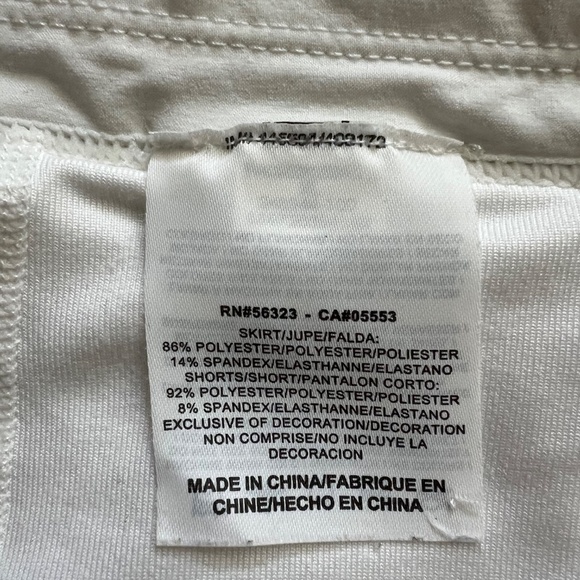 RN#56323 - CA#05553
SKIRT/JUPE/FALDA:
86% POLYESTER/POLYESTER/POLIESTER
14% SPANDEX/ELASTHANNE/ELASTANO
SHORTS/SHORT/PANTALON CORTO:
92% POLYESTER/POLYESTER/POLIESTER
8% SPANDEX/ELASTHANNE/ELASTANO
EXCLUSIVE OF DECORATION/DECORATION
NON COMPRISE/NO INCLUYE LA
DECORACION
MADE IN CHINA/FABRIQUE EN
CHINE/HECHO EN CHINA